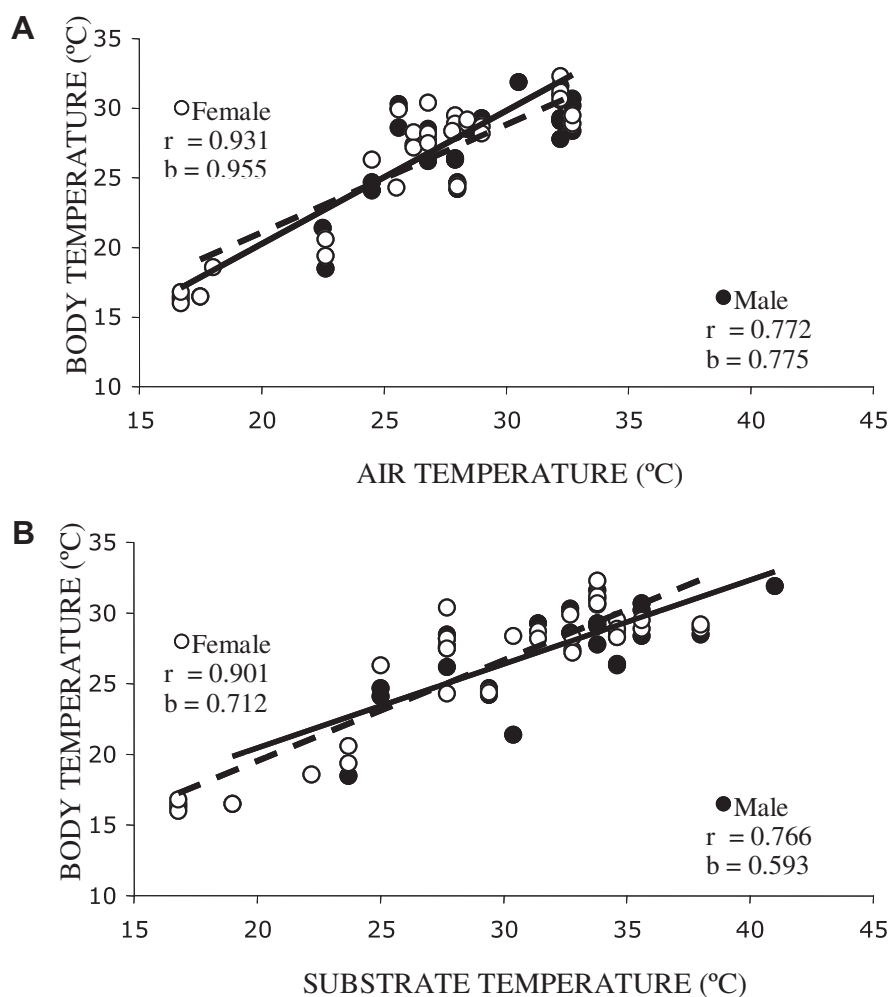 A
BODY TEMPERATURE (ºC)
35
30
25
20
15
10
Female
r = 0.931
b = 0.955
Male
r = 0.772
b = 0.775
15 20 25 30 35 40 45
AIR TEMPERATURE (ºC)
B
BODY TEMPERATURE (ºC)
35
30
25
20
15
10
Female
r = 0.901
b = 0.712
Male
r = 0.766
b = 0.593
15 20 25 30 35 40 45
SUBSTRATE TEMPERATURE (ºC)